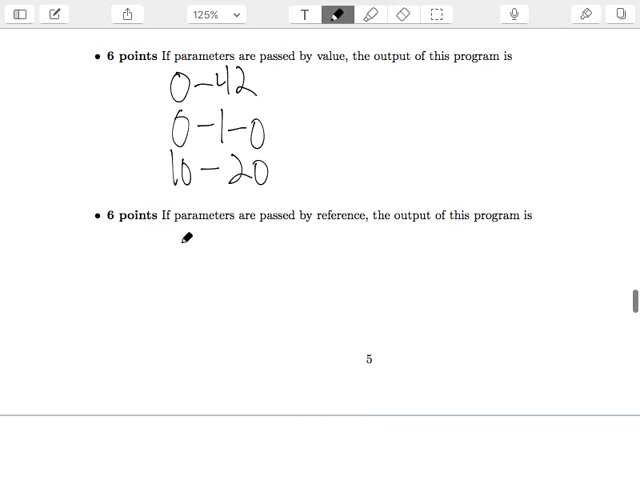 125%
T
• 6 points If parameters are passed by value, the output of this program is
0-42
0-1-0
10-20
• 6 points If parameters are passed by reference, the output of this program is
5